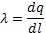 λ = dq/dl